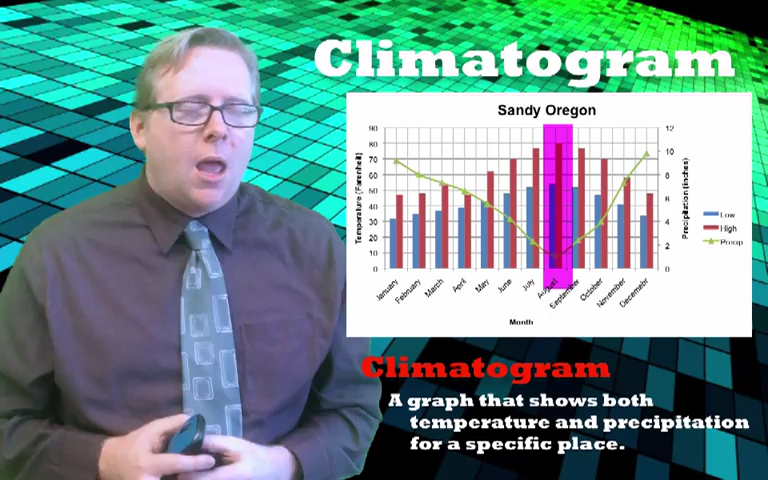 Climatogram
Sandy Oregon
90
80
70
60
50
40
30
20
10
0
12
10
8
6
4
2
0
Temperature (Farenheit)
Precipitation (inches)
Low
High
Precip
January
February
March
April
May
June
July
August
September
October
November
Decemebr
Month
Climatogram
A graph that shows both
temperature and precipitation
for a specific place.